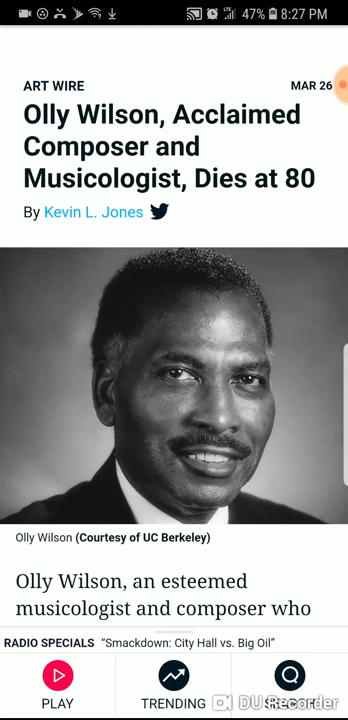 47% 8:27 PM
ART WIRE MAR 26
Olly Wilson, Acclaimed
Composer and
Musicologist, Dies at 80
By Kevin L. Jones
Olly Wilson (Courtesy of UC Berkeley)
Olly Wilson, an esteemed
musicologist and composer who
RADIO SPECIALS “Smackdown: City Hall vs. Big Oil”
PLAY TRENDING
DU Recorder